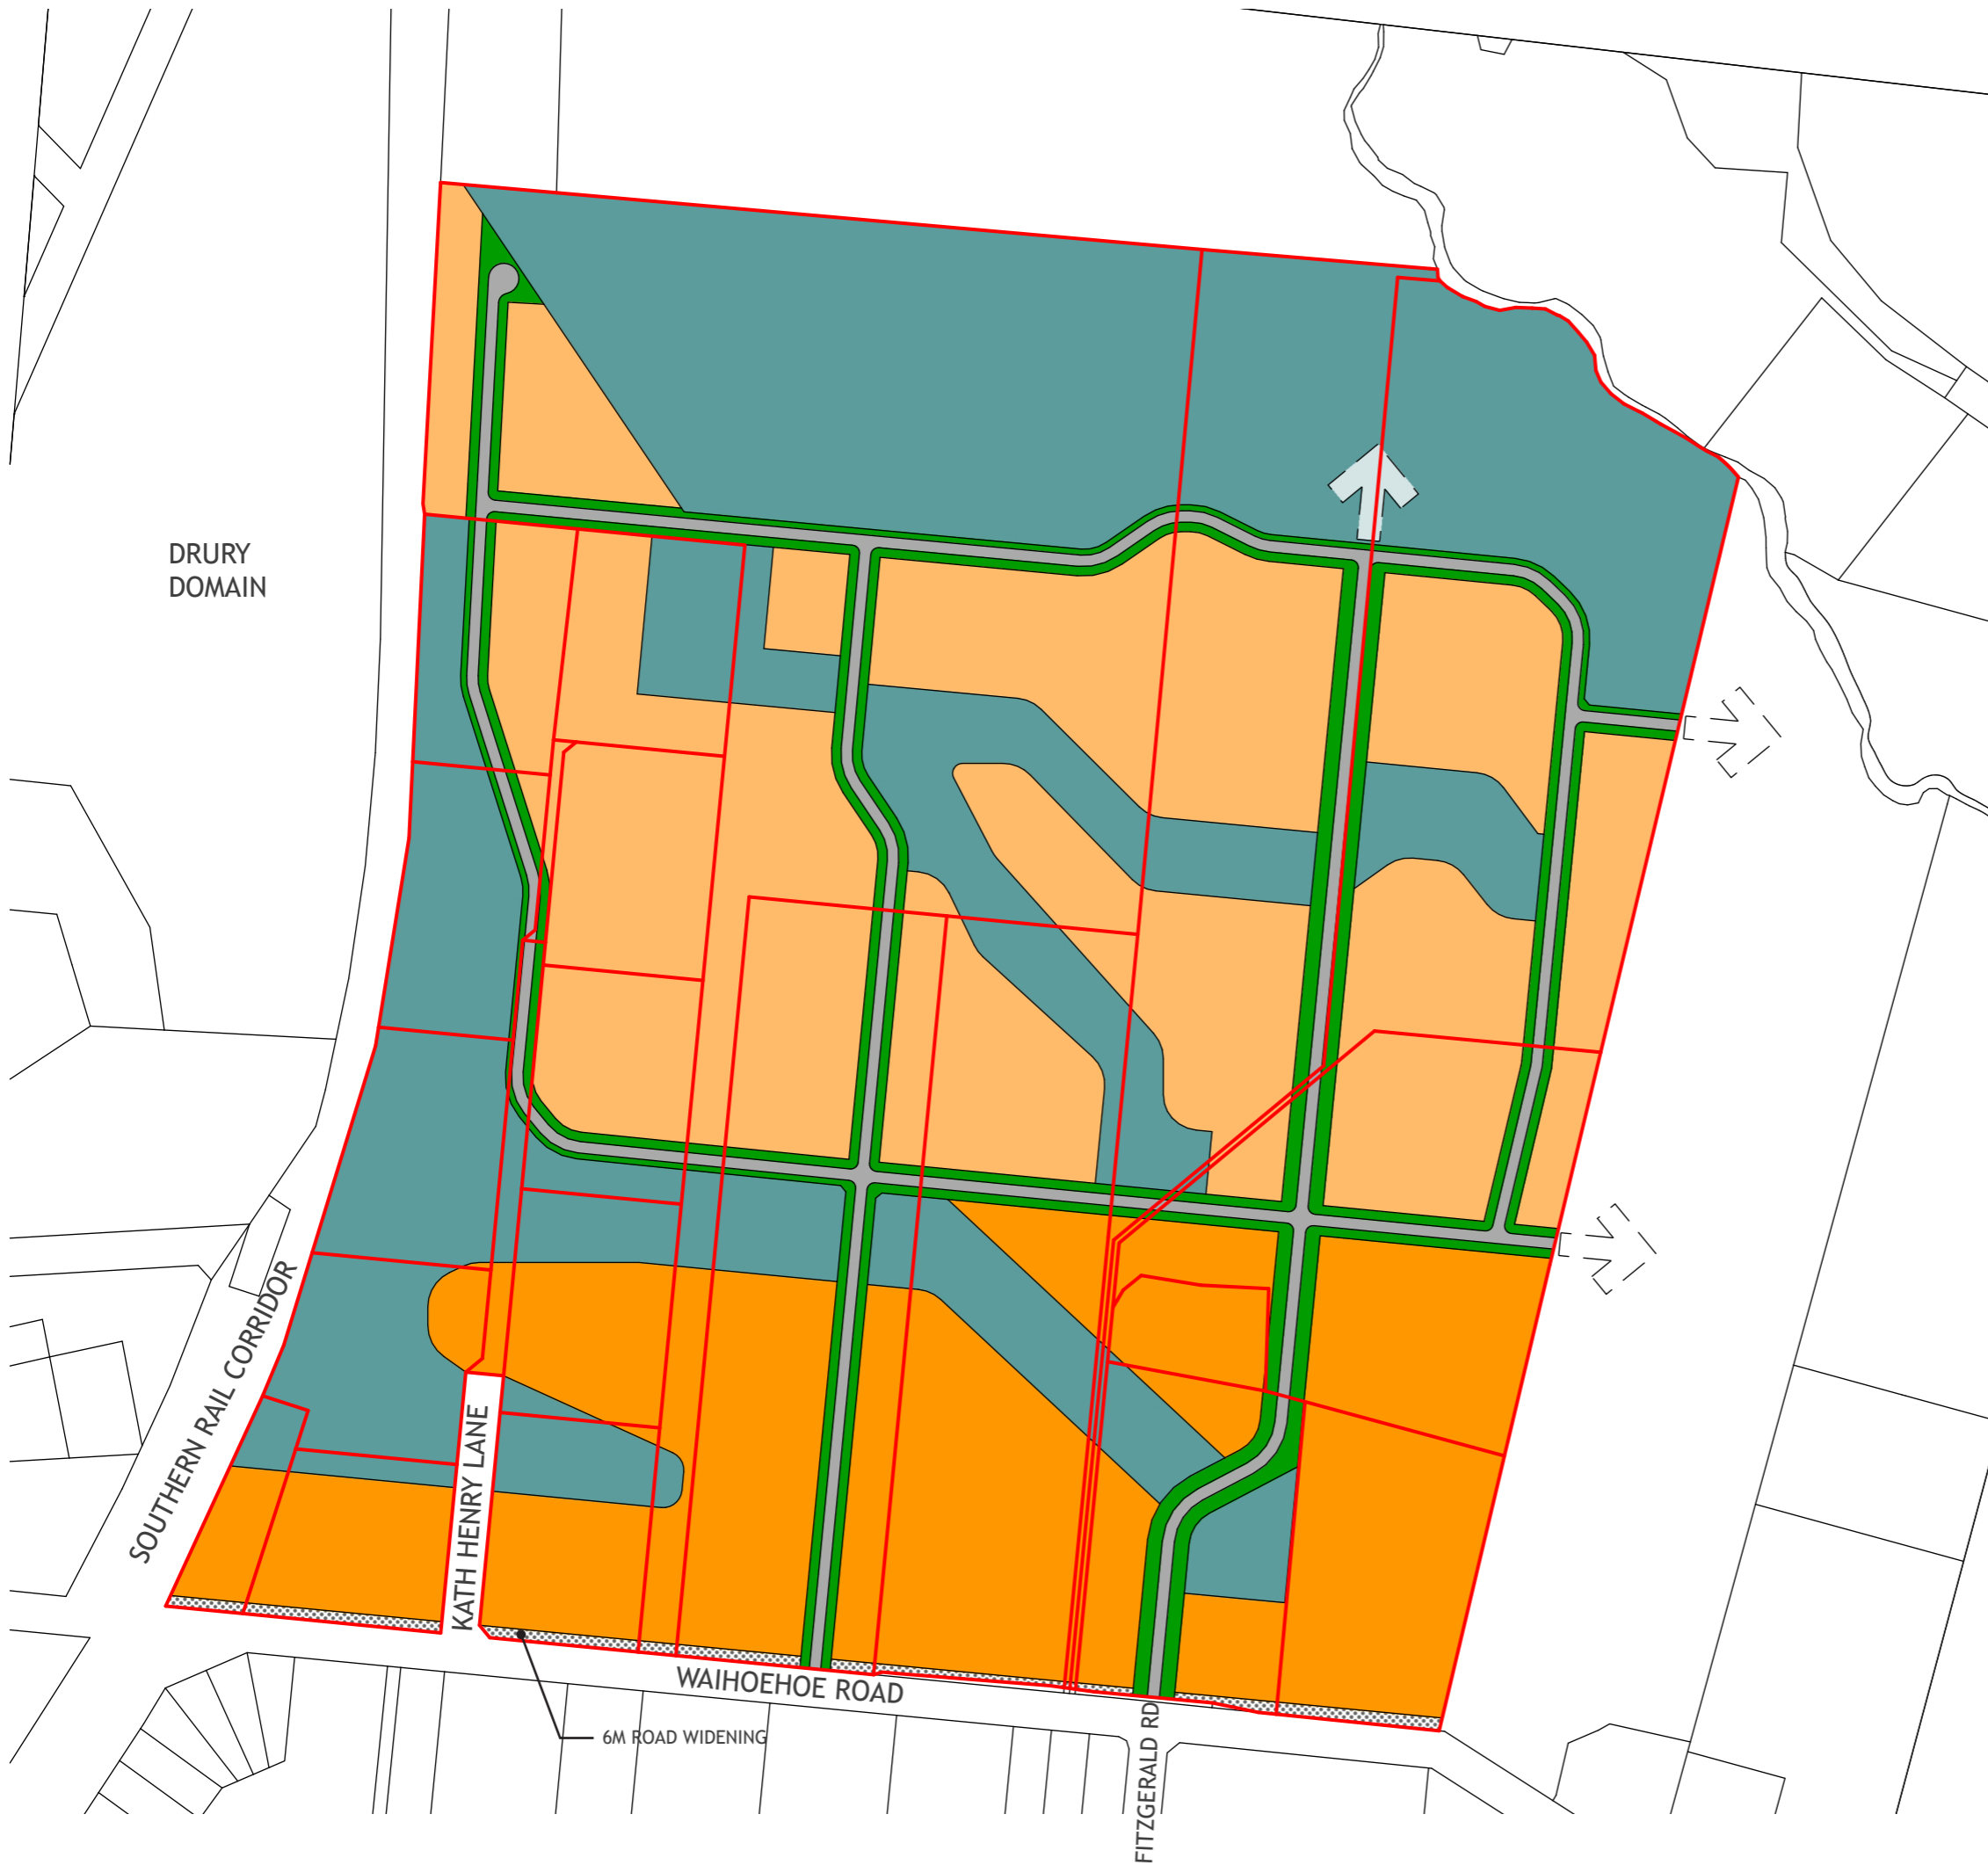 DRURY
DOMAIN
SOUTHERN RAIL CORRIDOR
KATH HENRY LANE
WAIHOEHOE ROAD
6M ROAD WIDENING
FITZGERALD RD